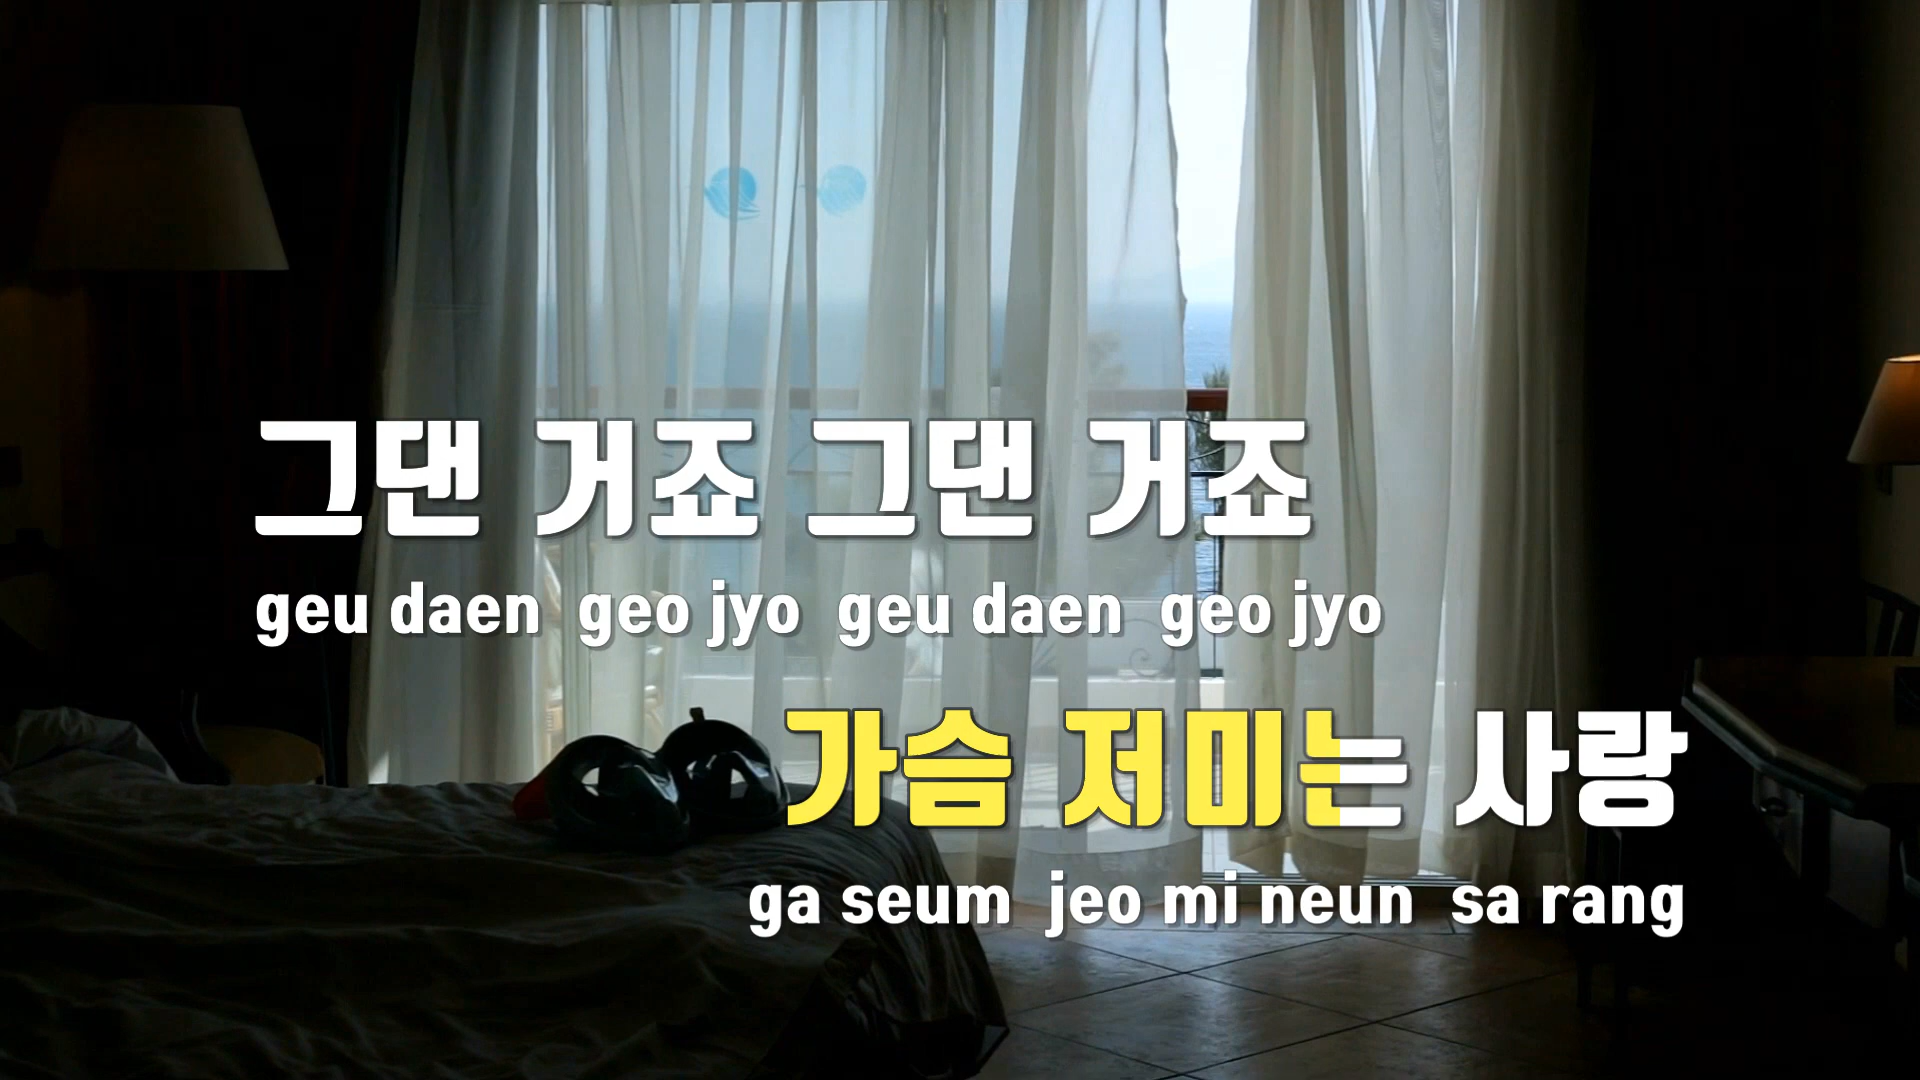 그댄 거죠 그댄 거죠
geu daen geo jyo geu daen geo jyo
가슴 저미는 사랑
ga seum jeo mi neun sa rang